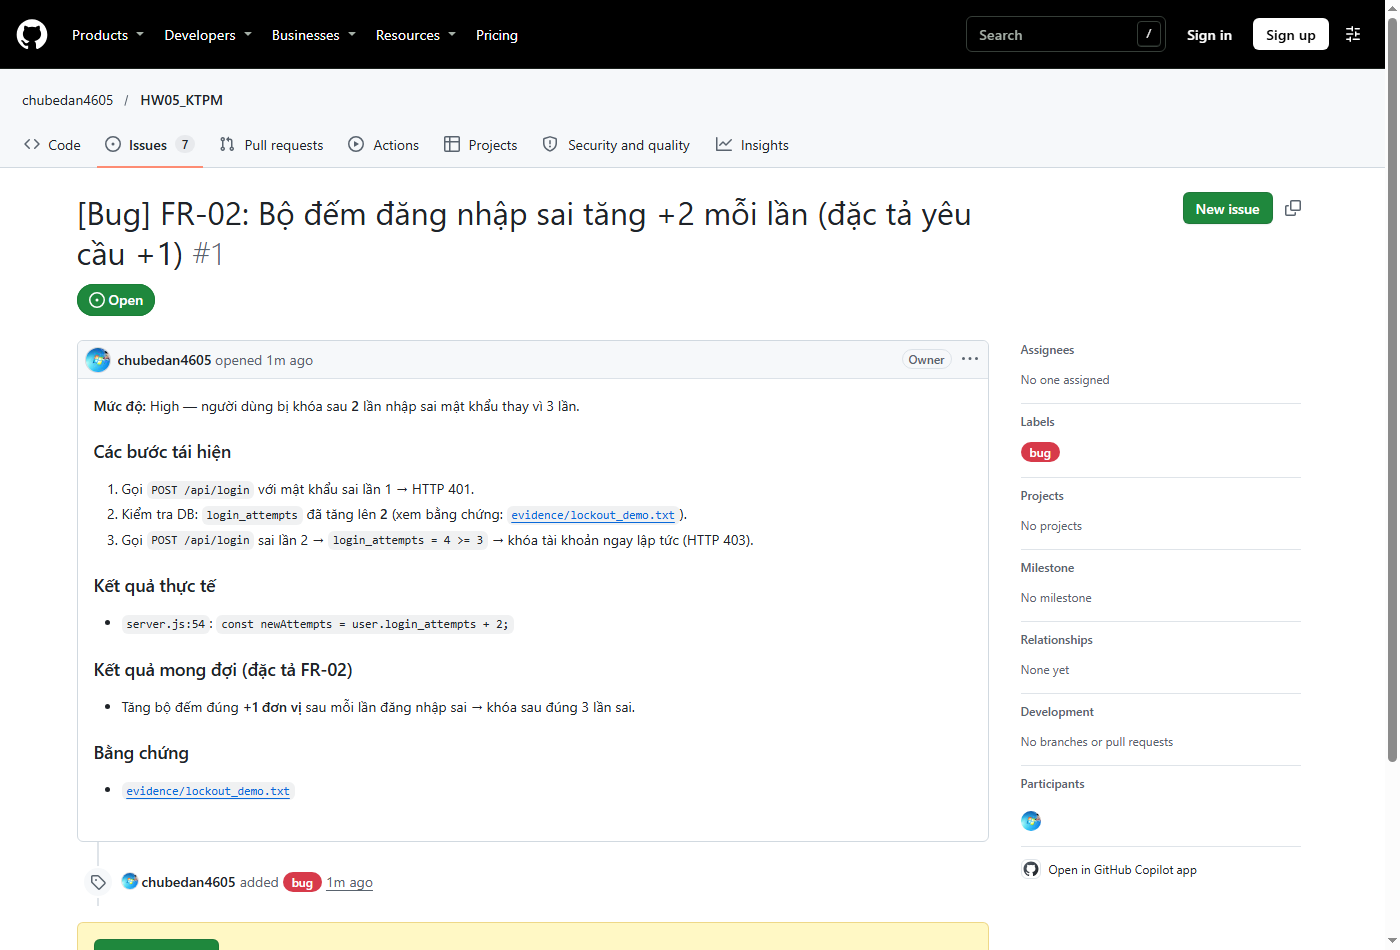 Products Developers Businesses Resources Pricing Search / Sign in Sign up
chubedan4605 / HW05_KTPM
Code Issues 7 Pull requests Actions Projects Security and quality Insights
[Bug] FR-02: Bộ đếm đăng nhập sai tăng +2 mỗi lần (đặc tả yêu
cầu +1) #1
New issue
Open
chubedan4605 opened 1m ago Owner
Mức độ: High — người dùng bị khóa sau 2 lần nhập sai mật khẩu thay vì 3 lần.
Các bước tái hiện
1. Gọi POST /api/login với mật khẩu sai lần 1 → HTTP 401.
2. Kiểm tra DB: login_attempts đã tăng lên 2 (xem bằng chứng: evidence/lockout_demo.txt ).
3. Gọi POST /api/login sai lần 2 → login_attempts = 4 >= 3 → khóa tài khoản ngay lập tức (HTTP 403).
Kết quả thực tế
• server.js:54 : const newAttempts = user.login_attempts + 2;
Kết quả mong đợi (đặc tả FR-02)
• Tăng bộ đếm đúng +1 đơn vị sau mỗi lần đăng nhập sai → khóa sau đúng 3 lần sai.
Bằng chứng
• evidence/lockout_demo.txt
chubedan4605 added bug 1m ago
Assignees
No one assigned
Labels
bug
Projects
No projects
Milestone
No milestone
Relationships
None yet
Development
No branches or pull requests
Participants
Open in GitHub Copilot app